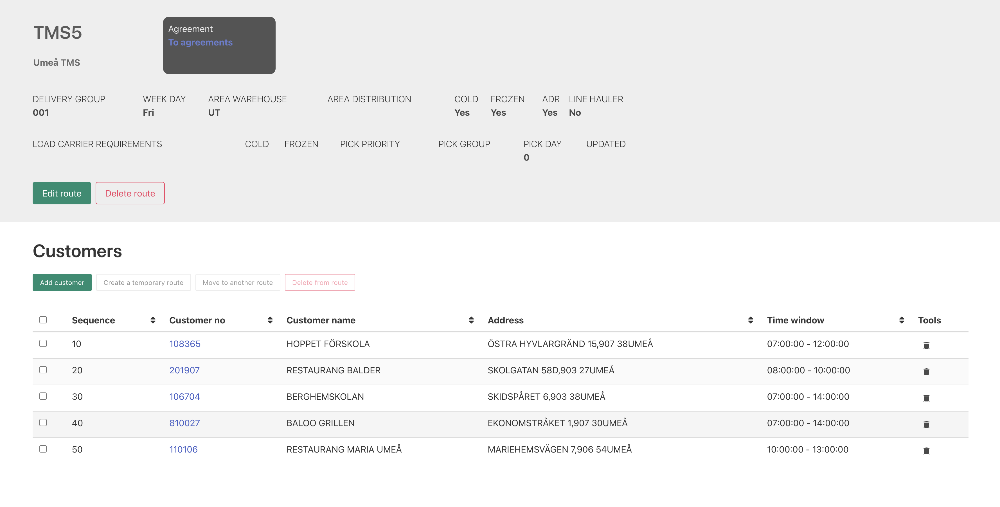 TMS5
Agreement
To agreements
Umeå TMS
DELIVERY GROUP WEEK DAY AREA WAREHOUSE AREA DISTRIBUTION COLD FROZEN ADR LINE HAULER
001 Fri UT Yes Yes Yes No
LOAD CARRIER REQUIREMENTS COLD FROZEN PICK PRIORITY PICK GROUP PICK DAY UPDATED
0
Edit route Delete route
Customers
Add customer Create a temporary route Move to another route Delete from route
Sequence Customer no Customer name Address Time window Tools
10 108365 HOPPET FÖRSKOLA ÖSTRA HYVLARGRÄND 15,907 38UMEÅ 07:00:00 - 12:00:00
20 201907 RESTAURANG BALDER SKOLGATAN 58D,903 27UMEÅ 08:00:00 - 10:00:00
30 106704 BERGHEMSKOLAN SKIDSPÅRET 6,903 38UMEÅ 07:00:00 - 14:00:00
40 810027 BALOO GRILLEN EKONOMSTRÅKET 1,907 30UMEÅ 07:00:00 - 14:00:00
50 110106 RESTAURANG MARIA UMEÅ MARIEHEMSVÄGEN 7,906 54UMEÅ 10:00:00 - 13:00:00